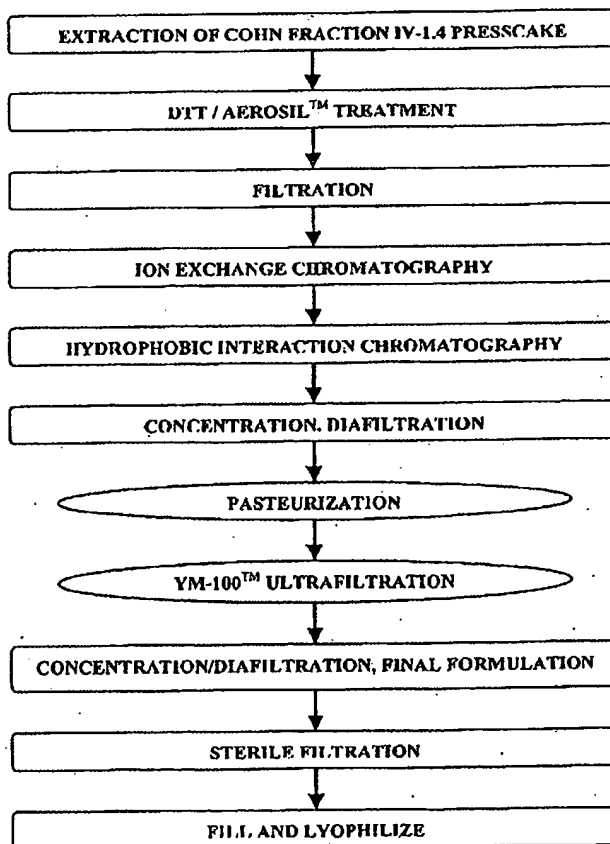 EXTRACTION OF COHN FRACTION IV-1.4 PRESSCAKE
DTT / AEROSIL™ TREATMENT
FILTRATION
ION EXCHANGE CHROMATOGRAPHY
HYDROPHOBIC INTERACTION CHROMATOGRAPHY
CONCENTRATION. DIAFILTRATION
PASTEURIZATION
YM-100™ ULTRAFILTRATION
CONCENTRATION/DIAFILTRATION, FINAL FORMULATION
STERILE FILTRATION
FILL AND LYOPHILIZE